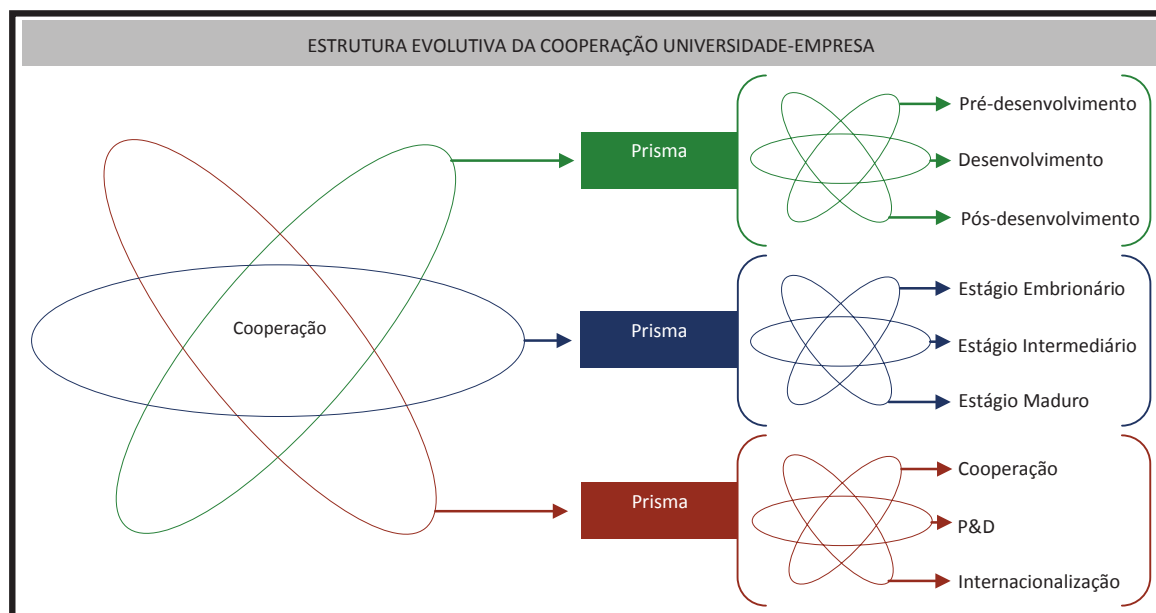 ESTRUTURA EVOLUTIVA DA COOPERAÇÃO UNIVERSIDADE-EMPRESA
Cooperação
Prisma
Pré-desenvolvimento
Desenvolvimento
Pós-desenvolvimento
Prisma
Estágio Embrionário
Estágio Intermediário
Estágio Maduro
Prisma
Cooperação
P&D
Internacionalização